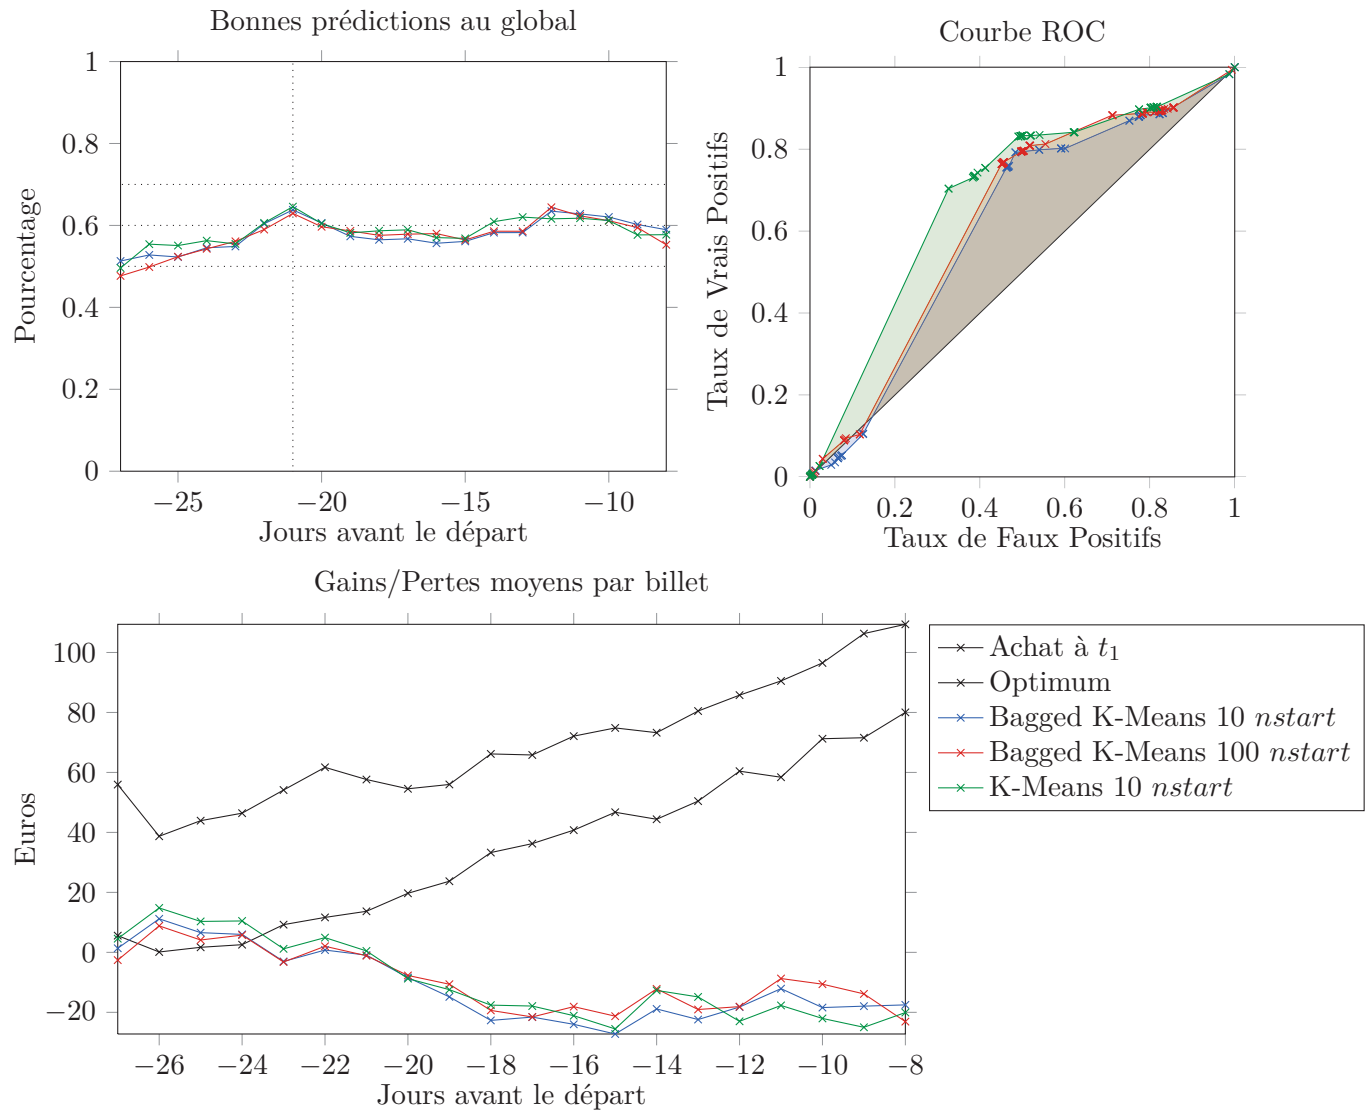 Bonnes prédictions au global
1
0.8
0.6
0.4
0.2
0
Pourcentage
−25 −20 −15 −10
Jours avant le départ
Courbe ROC
1
0.8
0.6
0.4
0.2
0
Taux de Vrais Positifs
0 0.2 0.4 0.6 0.8 1
Taux de Faux Positifs
Gains/Pertes moyens par billet
100
80
60
40
20
0
−20
Euros
−26 −24 −22 −20 −18 −16 −14 −12 −10 −8
Jours avant le départ
Achat à t₁
Optimum
Bagged K-Means 10 nstart
Bagged K-Means 100 nstart
K-Means 10 nstart